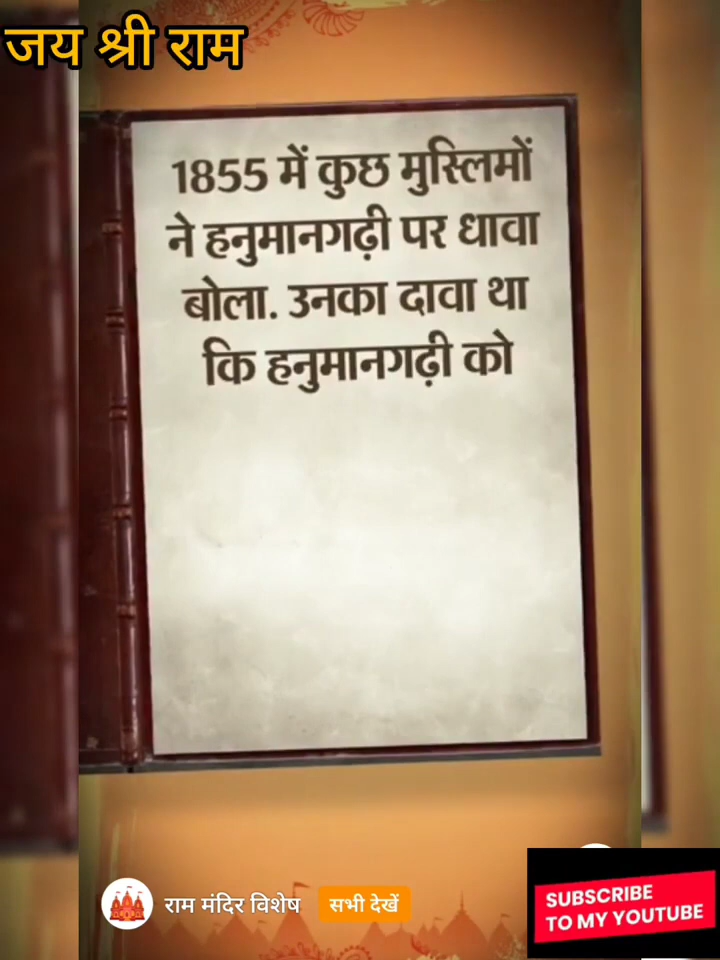 जय श्री राम
1855 में कुछ मुस्लिमों
ने हनुमानगढ़ी पर धावा
बोला. उनका दावा था
कि हनुमानगढ़ी को
राम मंदिर विशेष सभी देखें
SUBSCRIBE
TO MY YOUTUBE